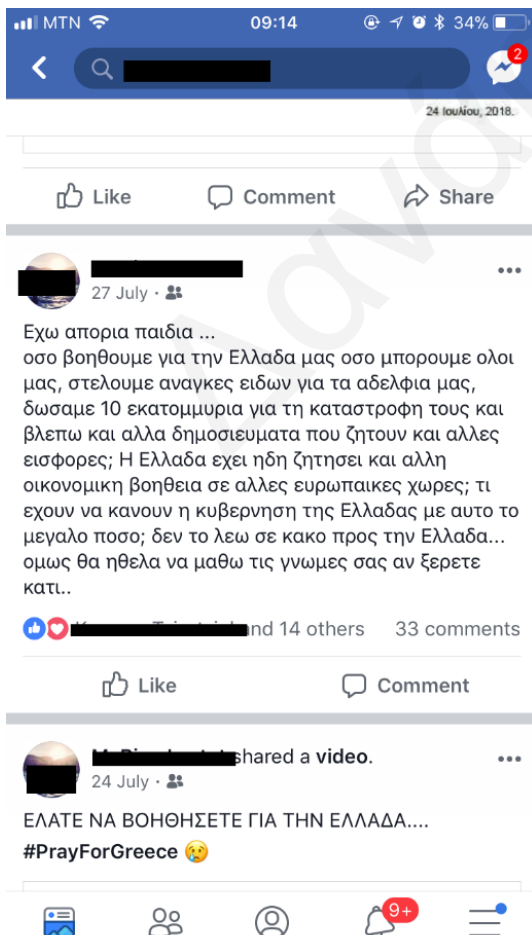 MTN 09:14 34%
2
24 Ιουλίου, 2018.
Like Comment Share
27 July ·
Εχω απορια παιδια ...
οσο βοηθουμε για την Ελλαδα μας οσο μπορουμε ολοι
μας, στελουμε αναγκες ειδων για τα αδελφια μας,
δωσαμε 10 εκατομμυρια για τη καταστροφη τους και
βλεπω και αλλα δημοσιευματα που ζητουν και αλλες
εισφορες; Η Ελλαδα εχει ηδη ζητησει και αλλη
οικονομικη βοηθεια σε αλλες ευρωπαικες χωρες; τι
εχουν να κανουν η κυβερνηση της Ελλαδας με αυτο το
μεγαλο ποσο; δεν το λεω σε κακο προς την Ελλαδα...
ομως θα ηθελα να μαθω τις γνωμες σας αν ξερετε
κατι..
and 14 others 33 comments
Like Comment
shared a video.
24 July ·
ΕΛΑΤΕ ΝΑ ΒΟΗΘΗΣΕΤΕ ΓΙΑ ΤΗΝ ΕΛΛΑΔΑ....
#PrayForGreece 😢
9+